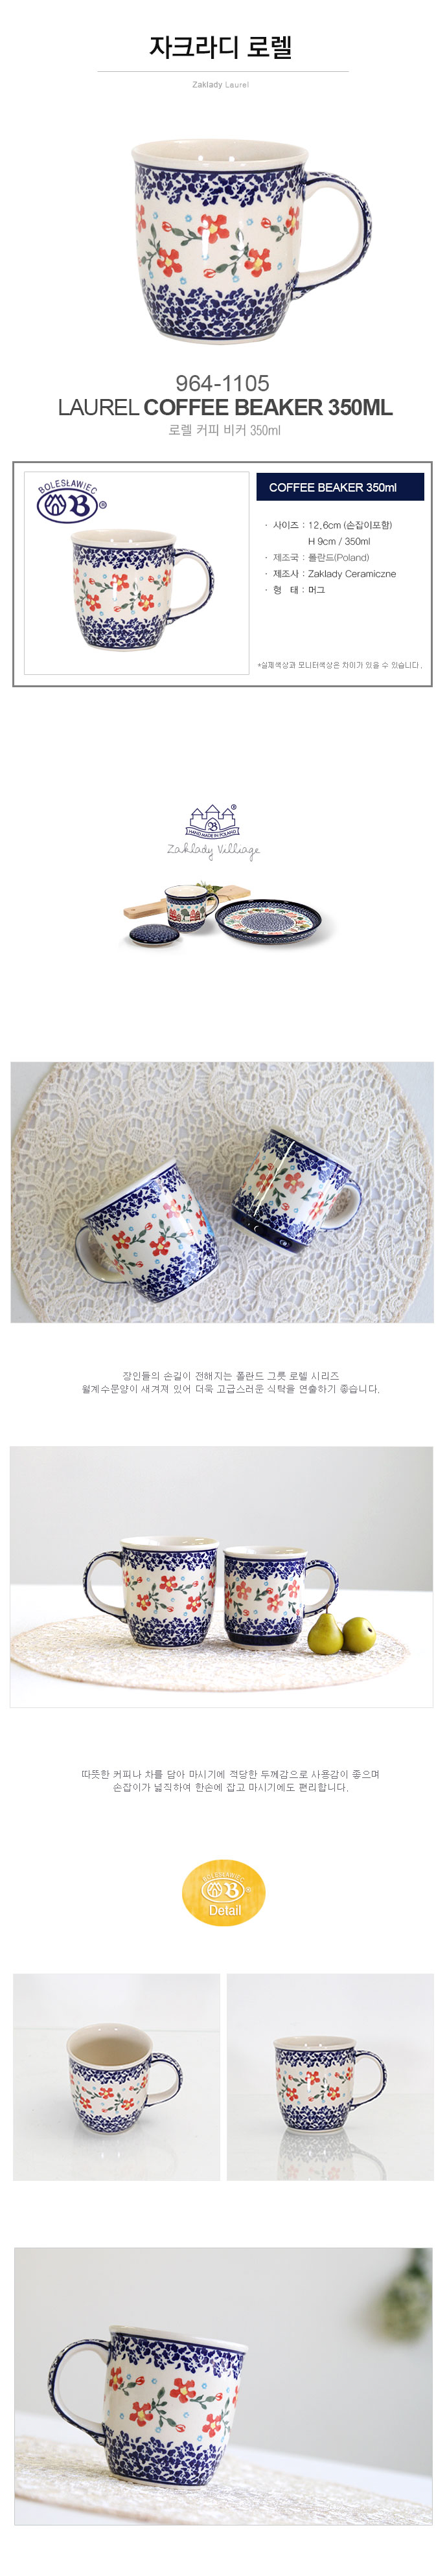 자크라디 로렐
Zaklady Laurel
964-1105
LAUREL COFFEE BEAKER 350ML
로렐 커피 비커 350ml
BOLESŁAWIEC
B®
COFFEE BEAKER 350ml
· 사이즈 : 12.6cm (손잡이포함)
H 9cm / 350ml
· 제조국 : 폴란드(Poland)
· 제조사 : Zaklady Ceramiczne
· 형 태 : 머그
*실제색상과 모니터색상은 차이가 있을 수 있습니다.
®
B
HAND MADE IN POLAND
Zaklady Villiage
장인들의 손길이 전해지는 폴란드 그릇 로렐 시리즈
월계수문양이 새겨져 있어 더욱 고급스러운 식탁을 연출하기 좋습니다.
따뜻한 커피나 차를 담아 마시기에 적당한 두께감으로 사용감이 좋으며
손잡이가 넓직하여 한손에 잡고 마시기에도 편리합니다.
BOLESŁAWIEC
B®
Detail